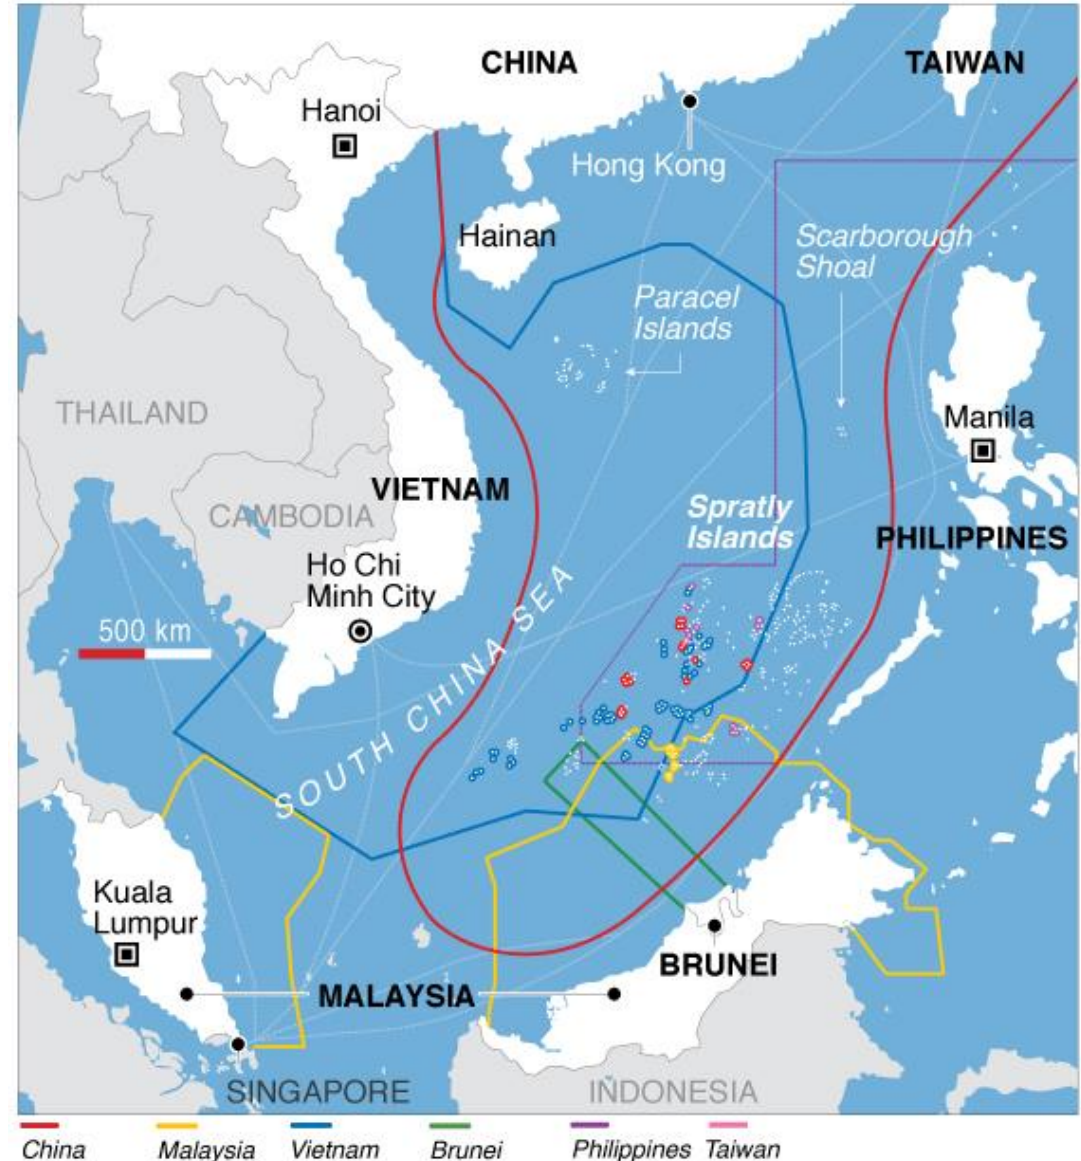 CHINA
TAIWAN
Hanoi
Hong Kong
Hainan
Scarborough
Shoal
Paracel
Islands
THAILAND
Manila
VIETNAM
CAMBODIA
Spratly
Islands
PHILIPPINES
Ho Chi
Minh City
500 km
SOUTH CHINA SEA
Kuala
Lumpur
BRUNEI
MALAYSIA
SINGAPORE
INDONESIA
China
Malaysia
Vietnam
Brunei
Philippines
Taiwan